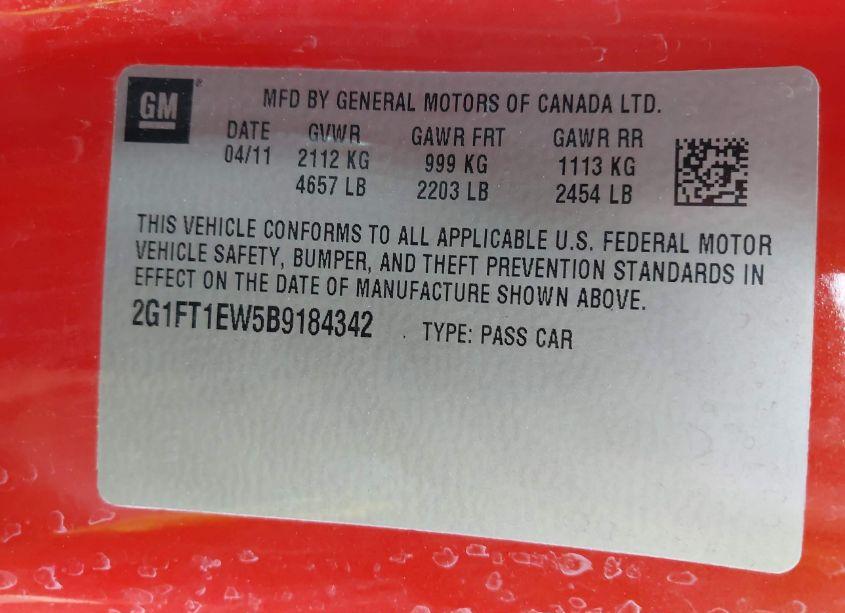 GM
MFD BY GENERAL MOTORS OF CANADA LTD.
DATE GVWR GAWR FRT GAWR RR
04/11 2112 KG 999 KG 1113 KG
4657 LB 2203 LB 2454 LB
THIS VEHICLE CONFORMS TO ALL APPLICABLE U.S. FEDERAL MOTOR
VEHICLE SAFETY, BUMPER, AND THEFT PREVENTION STANDARDS IN
EFFECT ON THE DATE OF MANUFACTURE SHOWN ABOVE.
2G1FT1EW5B9184342 TYPE: PASS CAR